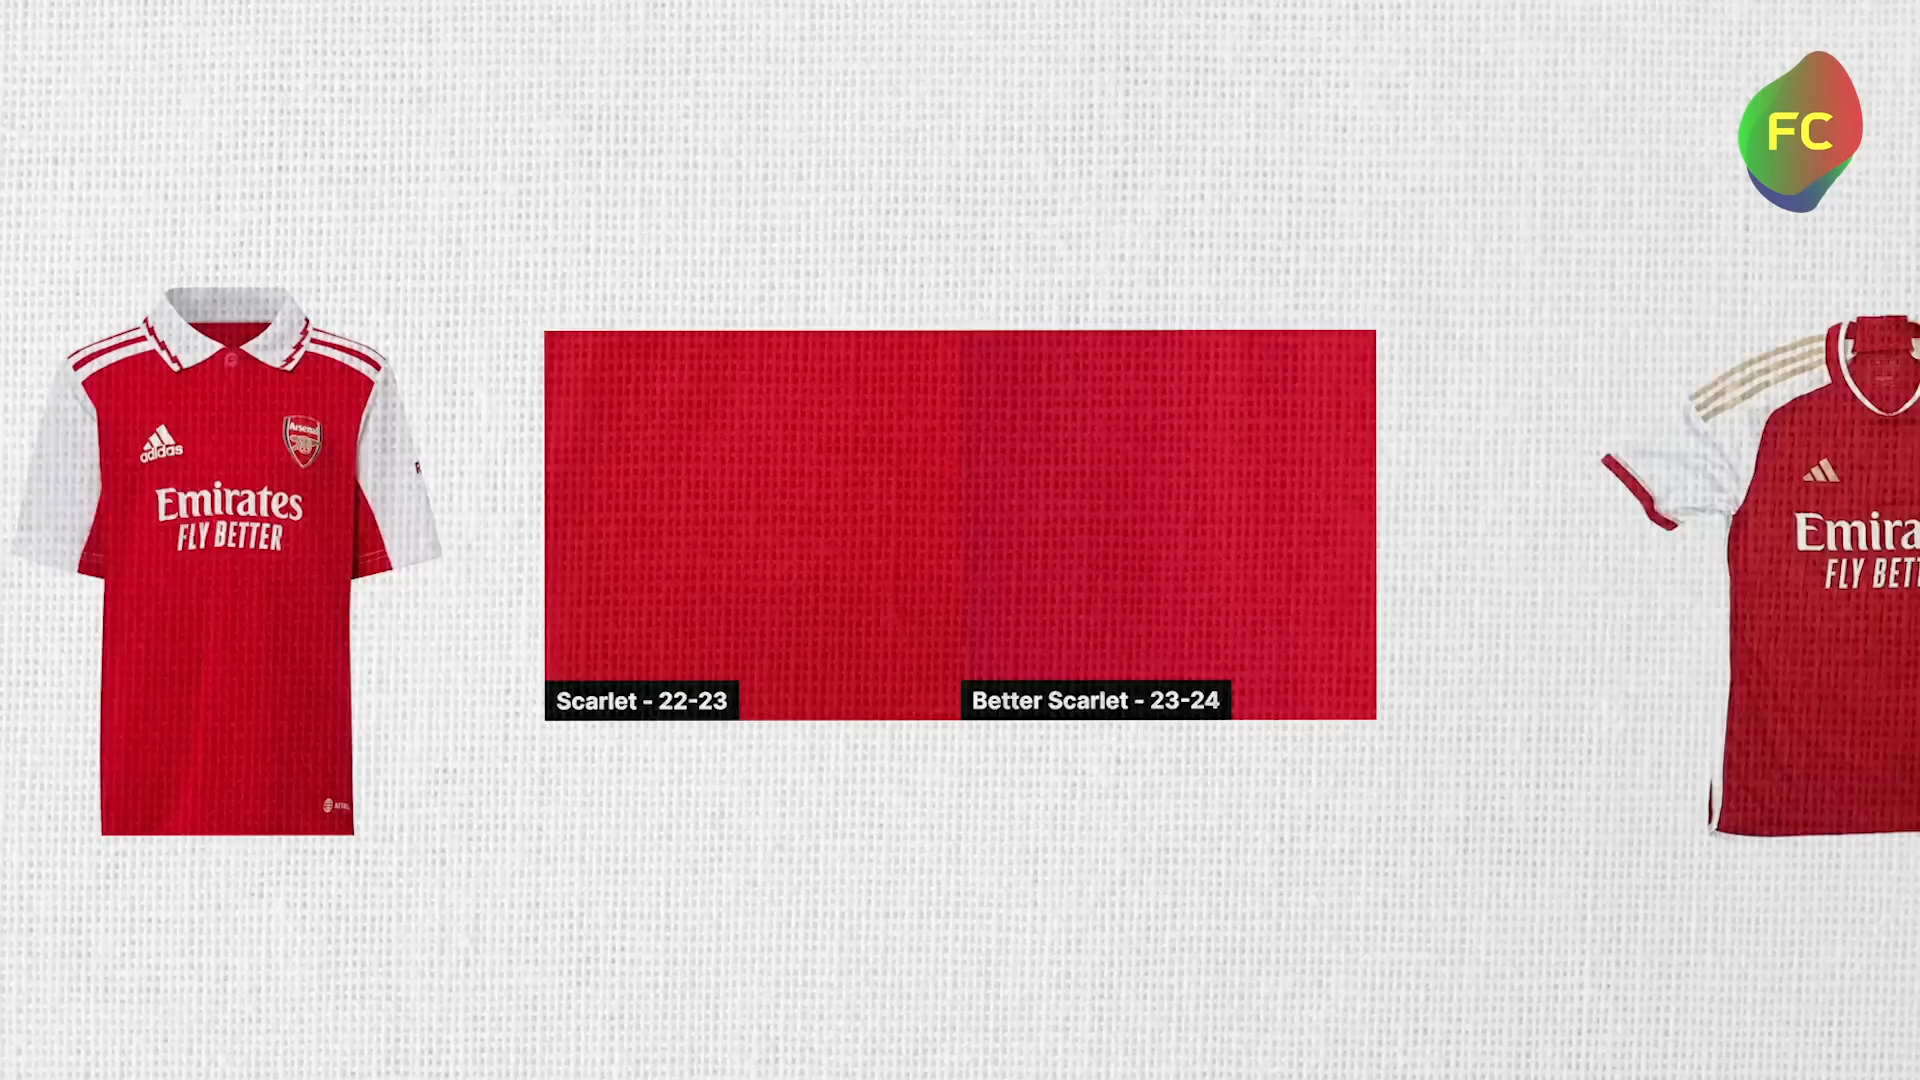 FC
adidas
Arsenal
Emirates
FLY BETTER
Scarlet - 22-23
Better Scarlet - 23-24
Emira
FLY BETT